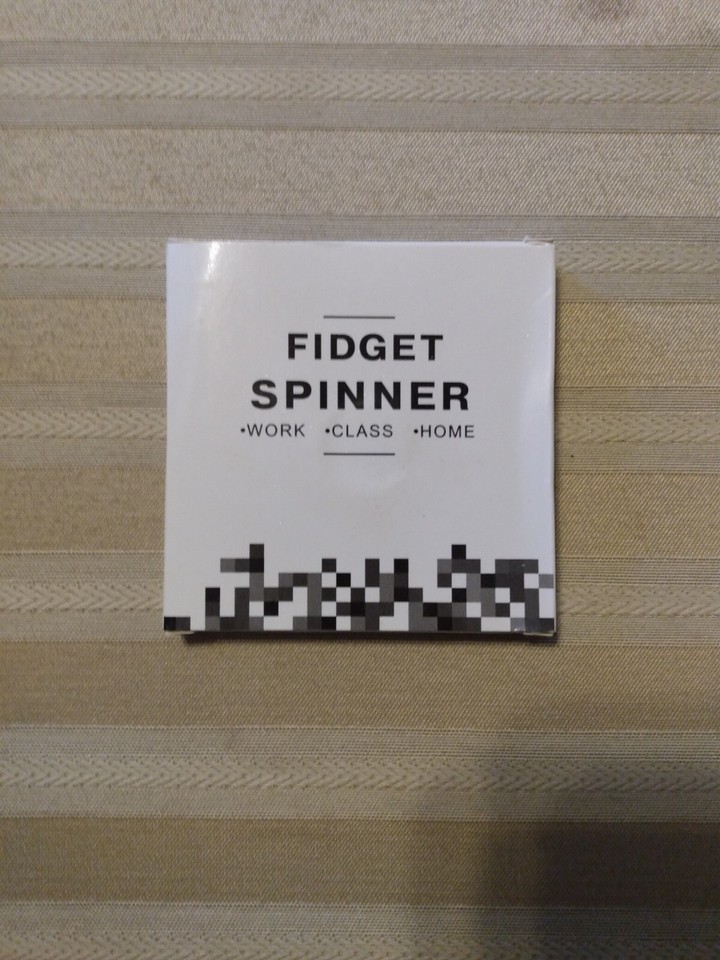 FIDGET
SPINNER
•WORK •CLASS •HOME